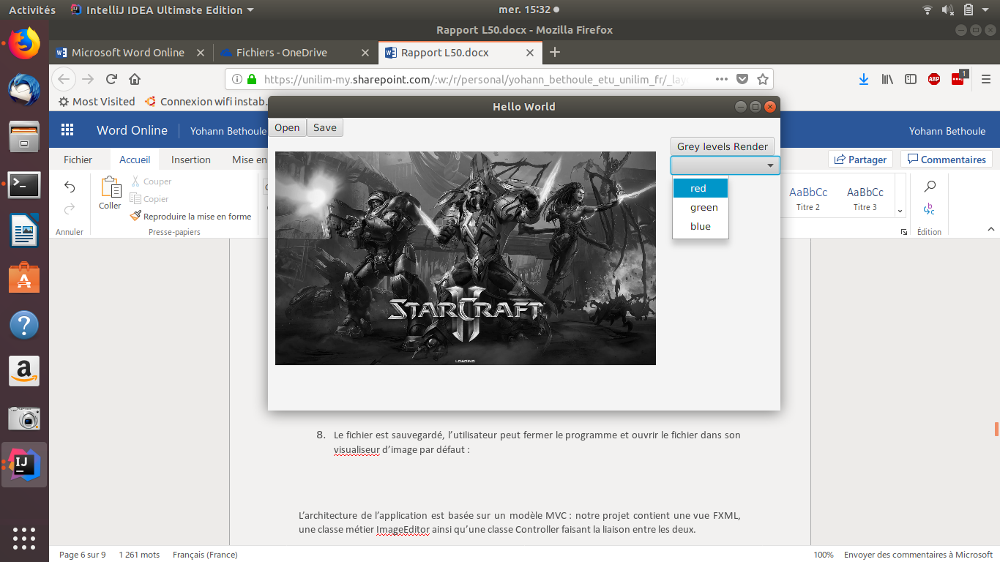 Activités IntelliJ IDEA Ultimate Edition mer. 15:32
Rapport L50.docx - Mozilla Firefox
Microsoft Word Online Fichiers - OneDrive Rapport L50.docx
https://unilim-my.sharepoint.com/:w:/r/personal/yohann_bethoule_etu_unilim_fr/_lay
ABP 1
Most Visited Connexion wifi instab.
Hello World
Open Save
Word Online Yohann Bethoule Yohann Bethoule
Grey levels Render
Fichier Accueil Insertion Mise en Partager Commentaires
Couper
Copier
Coller
Reproduire la mise en forme
Annuler Presse-papiers
red
green
blue
AaBbCc AaBbCc
Titre 2 Titre 3
Édition
STARCRAFT
II
LOADING
8. Le fichier est sauvegardé, l’utilisateur peut fermer le programme et ouvrir le fichier dans son
visualiseur d’image par défaut :
L’architecture de l’application est basée sur un modèle MVC : notre projet contient une vue FXML,
une classe métier ImageEditor ainsi qu’une classe Controller faisant la liaison entre les deux.
Page 6 sur 9 1 261 mots Français (France) 100% Envoyer des commentaires à Microsoft